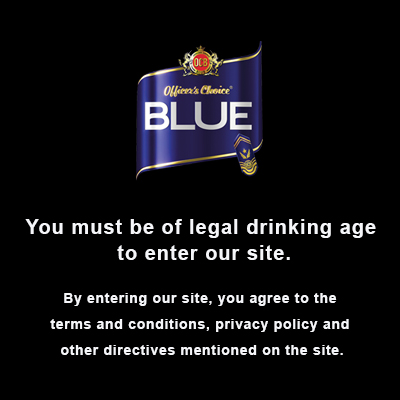 OCB
Officer's Choice®
BLUE
You must be of legal drinking age
to enter our site.
By entering our site, you agree to the
terms and conditions, privacy policy and
other directives mentioned on the site.